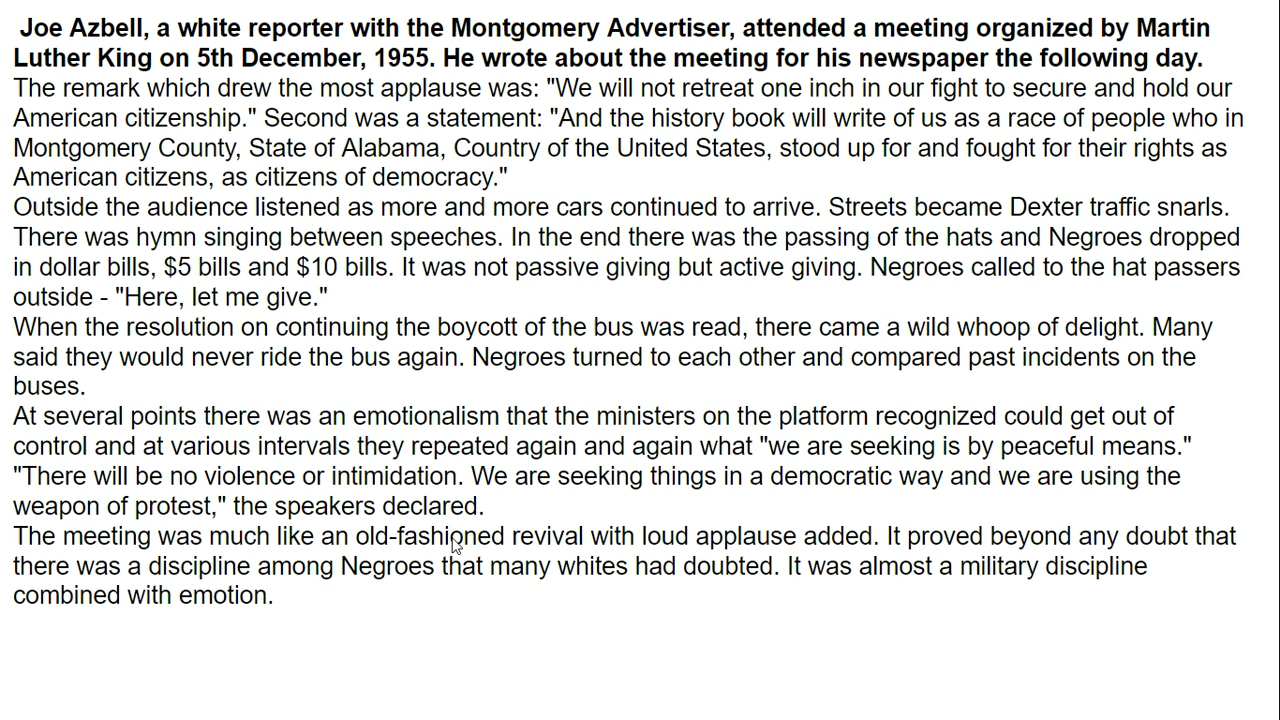 Joe Azbell, a white reporter with the Montgomery Advertiser, attended a meeting organized by Martin
Luther King on 5th December, 1955. He wrote about the meeting for his newspaper the following day.
The remark which drew the most applause was: "We will not retreat one inch in our fight to secure and hold our
American citizenship." Second was a statement: "And the history book will write of us as a race of people who in
Montgomery County, State of Alabama, Country of the United States, stood up for and fought for their rights as
American citizens, as citizens of democracy."
Outside the audience listened as more and more cars continued to arrive. Streets became Dexter traffic snarls.
There was hymn singing between speeches. In the end there was the passing of the hats and Negroes dropped
in dollar bills, $5 bills and $10 bills. It was not passive giving but active giving. Negroes called to the hat passers
outside - "Here, let me give."
When the resolution on continuing the boycott of the bus was read, there came a wild whoop of delight. Many
said they would never ride the bus again. Negroes turned to each other and compared past incidents on the
buses.
At several points there was an emotionalism that the ministers on the platform recognized could get out of
control and at various intervals they repeated again and again what "we are seeking is by peaceful means."
"There will be no violence or intimidation. We are seeking things in a democratic way and we are using the
weapon of protest," the speakers declared.
The meeting was much like an old-fashioned revival with loud applause added. It proved beyond any doubt that
there was a discipline among Negroes that many whites had doubted. It was almost a military discipline
combined with emotion.